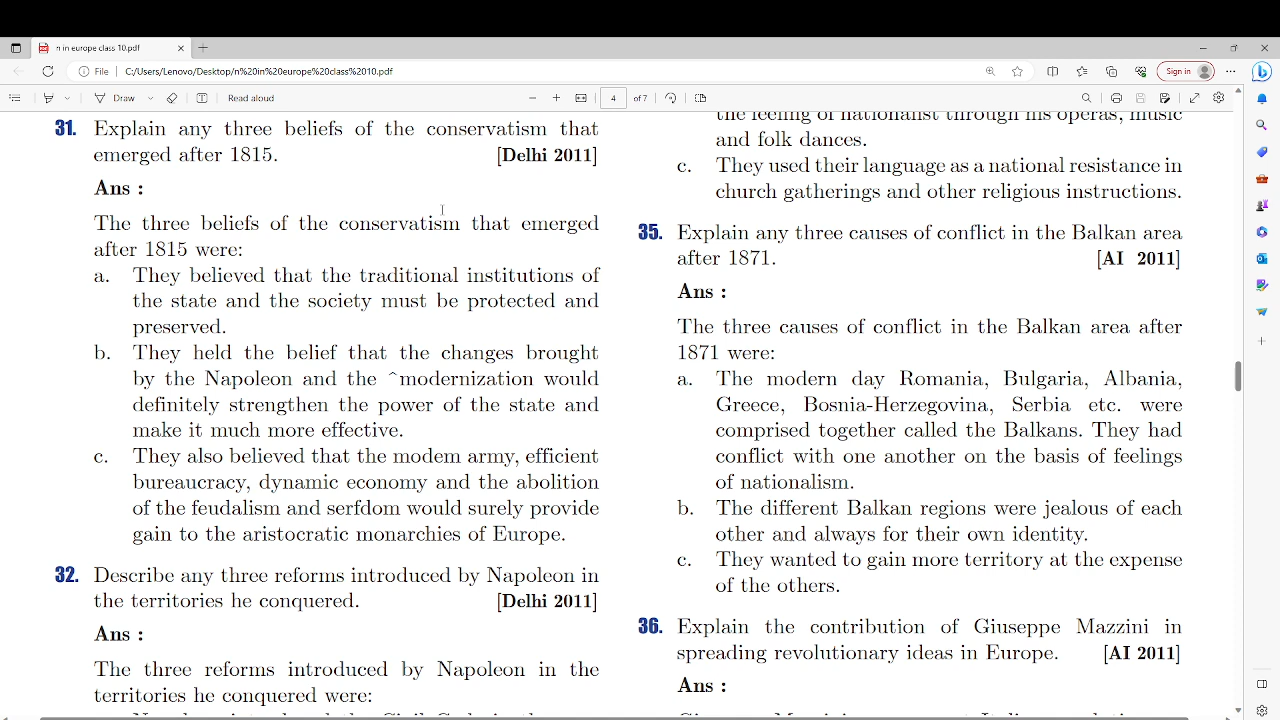 n in europe class 10.pdf
File C:/Users/Lenovo/Desktop/n%20in%20europe%20class%2010.pdf
Sign in
Draw
Read aloud
4 of 7
31. Explain any three beliefs of the conservatism that
emerged after 1815. [Delhi 2011]
Ans :
The three beliefs of the conservatism that emerged
after 1815 were:
a. They believed that the traditional institutions of
the state and the society must be protected and
preserved.
b. They held the belief that the changes brought
by the Napoleon and the ^modernization would
definitely strengthen the power of the state and
make it much more effective.
c. They also believed that the modem army, efficient
bureaucracy, dynamic economy and the abolition
of the feudalism and serfdom would surely provide
gain to the aristocratic monarchies of Europe.
32. Describe any three reforms introduced by Napoleon in
the territories he conquered. [Delhi 2011]
Ans :
The three reforms introduced by Napoleon in the
territories he conquered were:
the feeling of nationalist through his operas, music
and folk dances.
c. They used their language as a national resistance in
church gatherings and other religious instructions.
35. Explain any three causes of conflict in the Balkan area
after 1871. [AI 2011]
Ans :
The three causes of conflict in the Balkan area after
1871 were:
a. The modern day Romania, Bulgaria, Albania,
Greece, Bosnia-Herzegovina, Serbia etc. were
comprised together called the Balkans. They had
conflict with one another on the basis of feelings
of nationalism.
b. The different Balkan regions were jealous of each
other and always for their own identity.
c. They wanted to gain more territory at the expense
of the others.
36. Explain the contribution of Giuseppe Mazzini in
spreading revolutionary ideas in Europe. [AI 2011]
Ans :